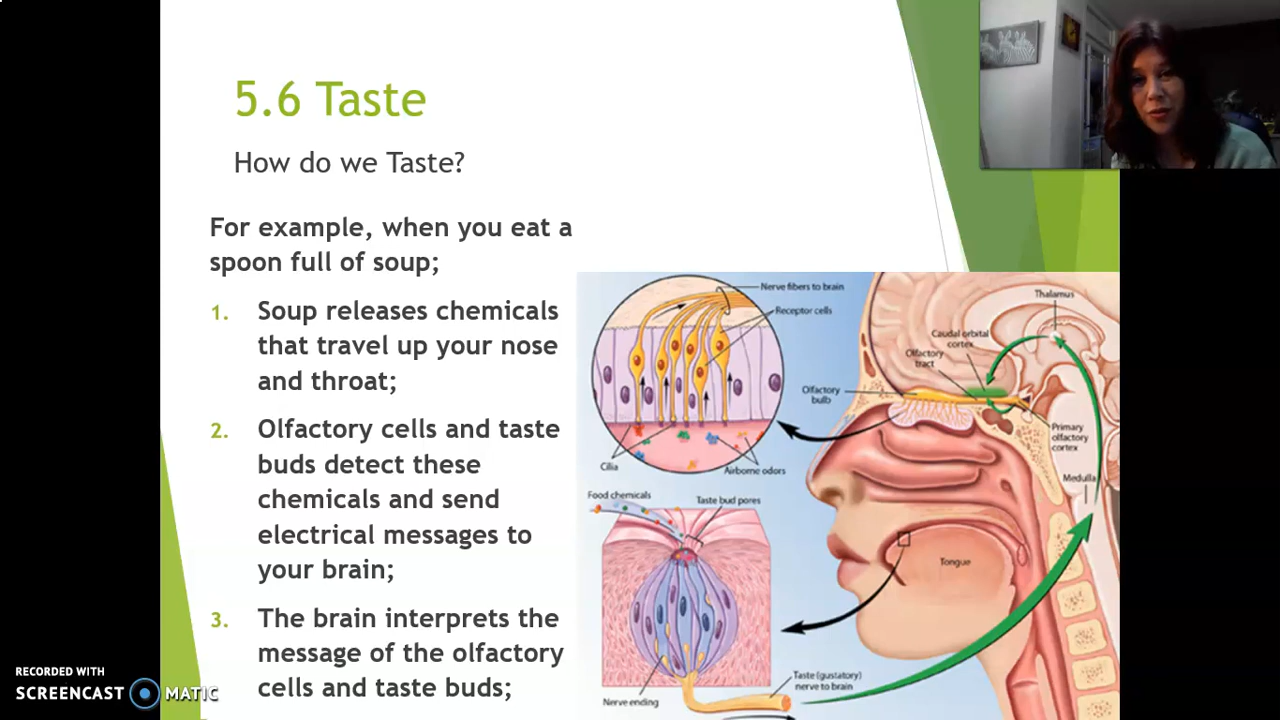 5.6 Taste
How do we Taste?
For example, when you eat a
spoon full of soup;
1. Soup releases chemicals
that travel up your nose
and throat;
2. Olfactory cells and taste
buds detect these
chemicals and send
electrical messages to
your brain;
3. The brain interprets the
message of the olfactory
cells and taste buds;
Nerve fibers to brain
Receptor cells
Cilia
Airborne odors
Thalamus
Caudal orbital
cortex
Olfactory
tract
Olfactory
bulb
Primary
olfactory
cortex
Medulla
Food chemicals
Taste bud pores
Tongue
Nerve ending
Taste (gustatory)
nerve to brain
RECORDED WITH
SCREENCAST MATIC